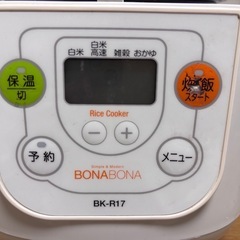 白米 白米高速 雑穀 おかゆ
保温
切
炊飯
スタート
Rice Cooker
予約
メニュー
Simple & Modern
BONABONA
BK-R17